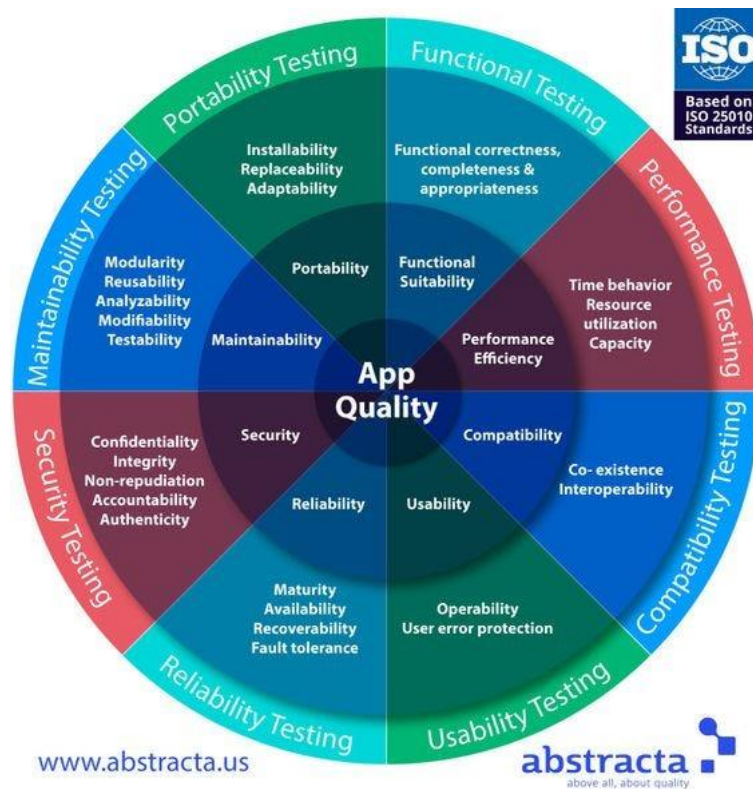 Portability Testing
Functional Testing
ISO
Based on
ISO 25010
Standards
Installability
Replaceability
Adaptability
Functional correctness,
completeness &
appropriateness
Maintainability Testing
Performance Testing
Modularity
Reusability
Analyzability
Modifiability
Testability
Portability
Functional
Suitability
Time behavior
Resource
utilization
Capacity
Maintainability
Performance
Efficiency
App
Quality
Security Testing
Confidentiality
Integrity
Non-repudiation
Accountability
Authenticity
Security
Compatibility
Co- existence
Interoperability
Compatibility Testing
Reliability
Usability
Maturity
Availability
Recoverability
Fault tolerance
Operability
User error protection
Reliability Testing
Usability Testing
www.abstracta.us
abstracta
above all, about quality